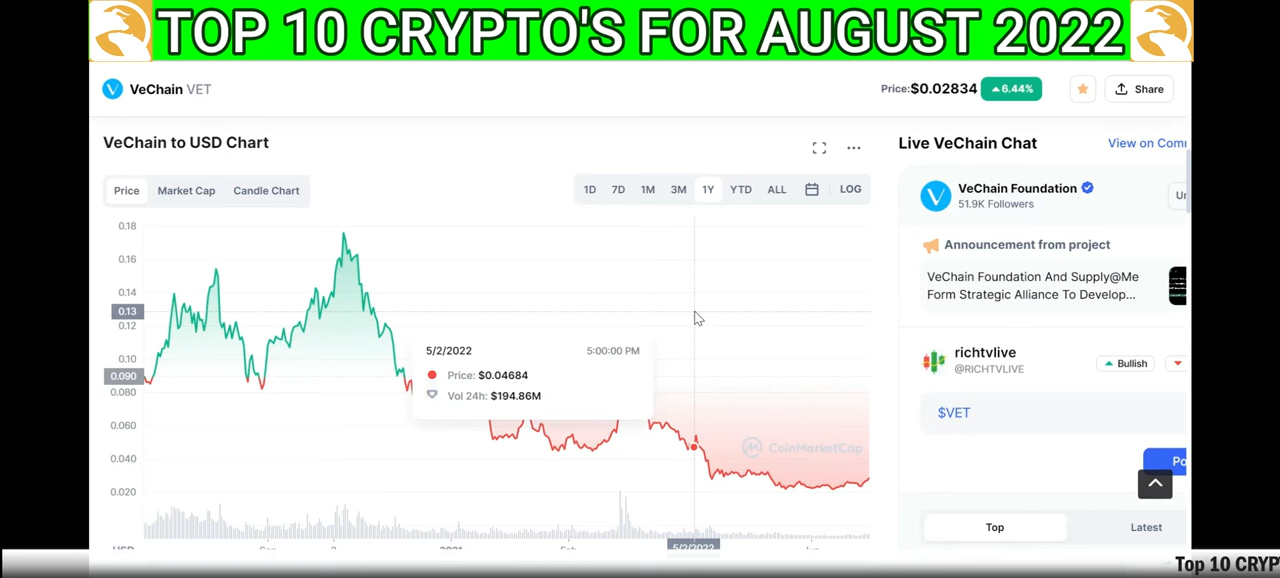 TOP 10 CRYPTO'S FOR AUGUST 2022
VeChain VET
Price:$0.02834 6.44%
Share
VeChain to USD Chart
Live VeChain Chat
View on Comm
Price Market Cap Candle Chart
1D 7D 1M 3M 1Y YTD ALL LOG
VeChain Foundation
51.9K Followers
Un
Announcement from project
VeChain Foundation And Supply@Me
Form Strategic Alliance To Develop...
richtvlive
@RICHTVLIVE
Bullish
$VET
Po
Top Latest
0.18
0.16
0.14
0.13
0.12
0.10
0.090
0.080
0.060
0.040
0.020
5/2/2022 5:00:00 PM
Price: $0.04684
Vol 24h: $194.86M
CoinMarketCap
5/2/2022
Top 10 CRYP